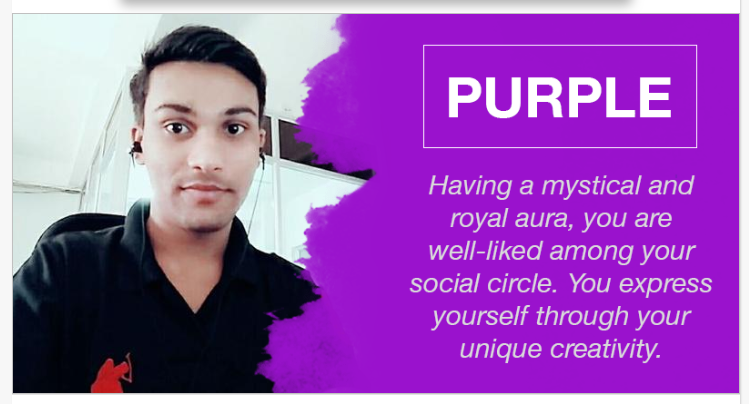 PURPLE
Having a mystical and
royal aura, you are
well-liked among your
social circle. You express
yourself through your
unique creativity.